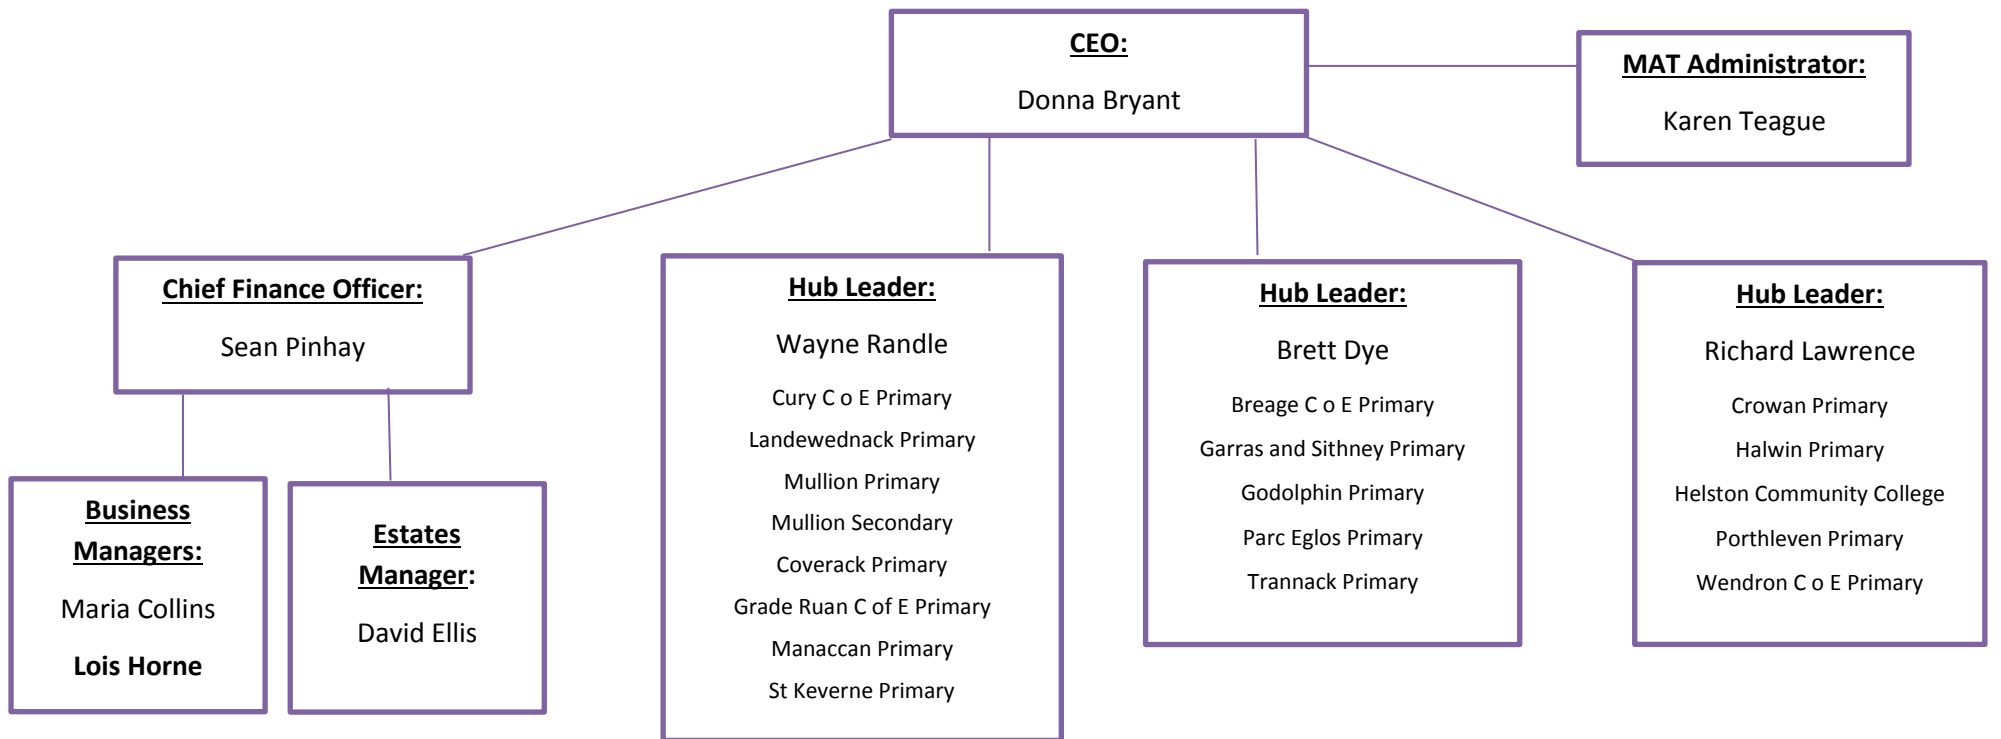 CEO:
Donna Bryant
MAT Administrator:
Karen Teague
Chief Finance Officer:
Sean Pinhay
Hub Leader:
Wayne Randle
Cury C o E Primary
Landewednack Primary
Mullion Primary
Mullion Secondary
Coverack Primary
Grade Ruan C of E Primary
Manaccan Primary
St Keverne Primary
Hub Leader:
Brett Dye
Breage C o E Primary
Garras and Sithney Primary
Godolphin Primary
Parc Eglos Primary
Trannack Primary
Hub Leader:
Richard Lawrence
Crowan Primary
Halwin Primary
Helston Community College
Porthleven Primary
Wendron C o E Primary
Business
Managers:
Maria Collins
Lois Horne
Estates
Manager:
David Ellis